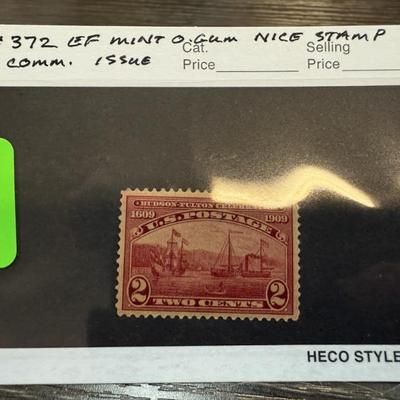 # 372 EF MINT O.GUM NICE STAMP
COMM. ISSUE
Cat. Price
Selling Price
HUDSON-FULTON CELEBRATION
1609 1909
U.S. POSTAGE
2 TWO CENTS 2
HECO STYLE